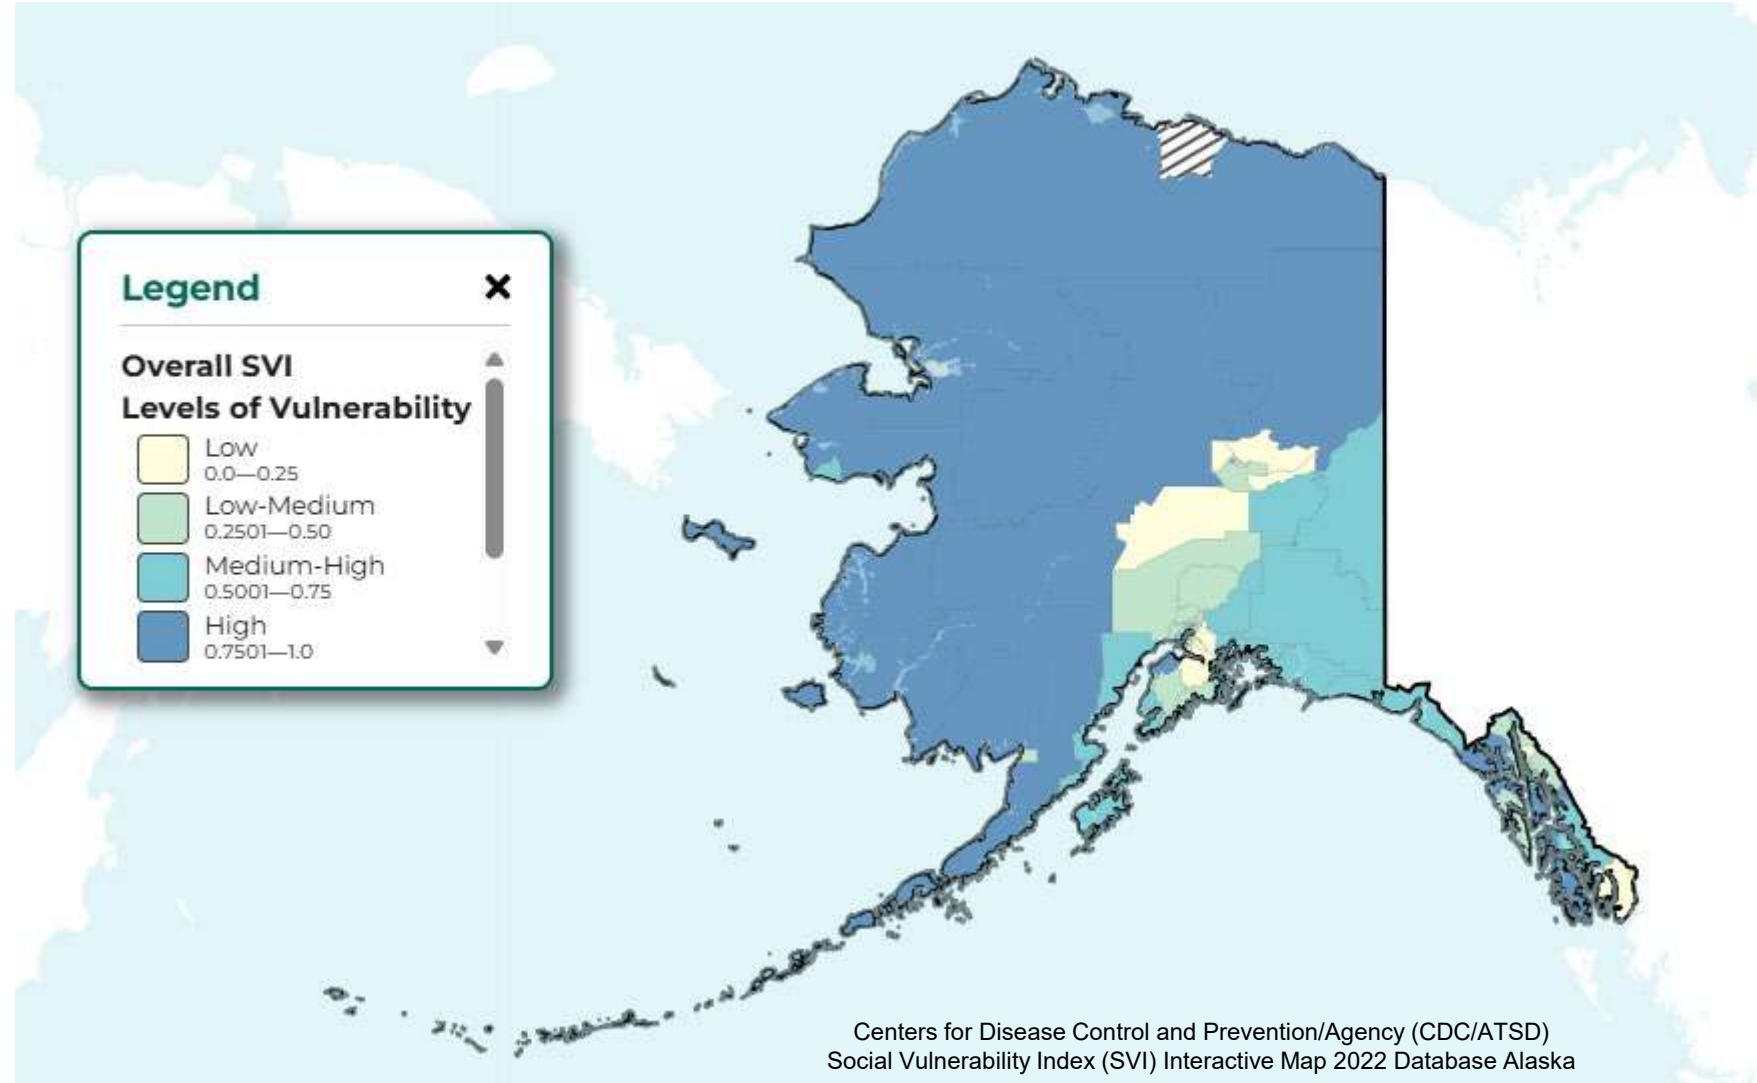 Legend
Overall SVI
Levels of Vulnerability
Low
0.0—0.25
Low-Medium
0.2501—0.50
Medium-High
0.5001—0.75
High
0.7501—1.0
Centers for Disease Control and Prevention/Agency (CDC/ATSD)
Social Vulnerability Index (SVI) Interactive Map 2022 Database Alaska